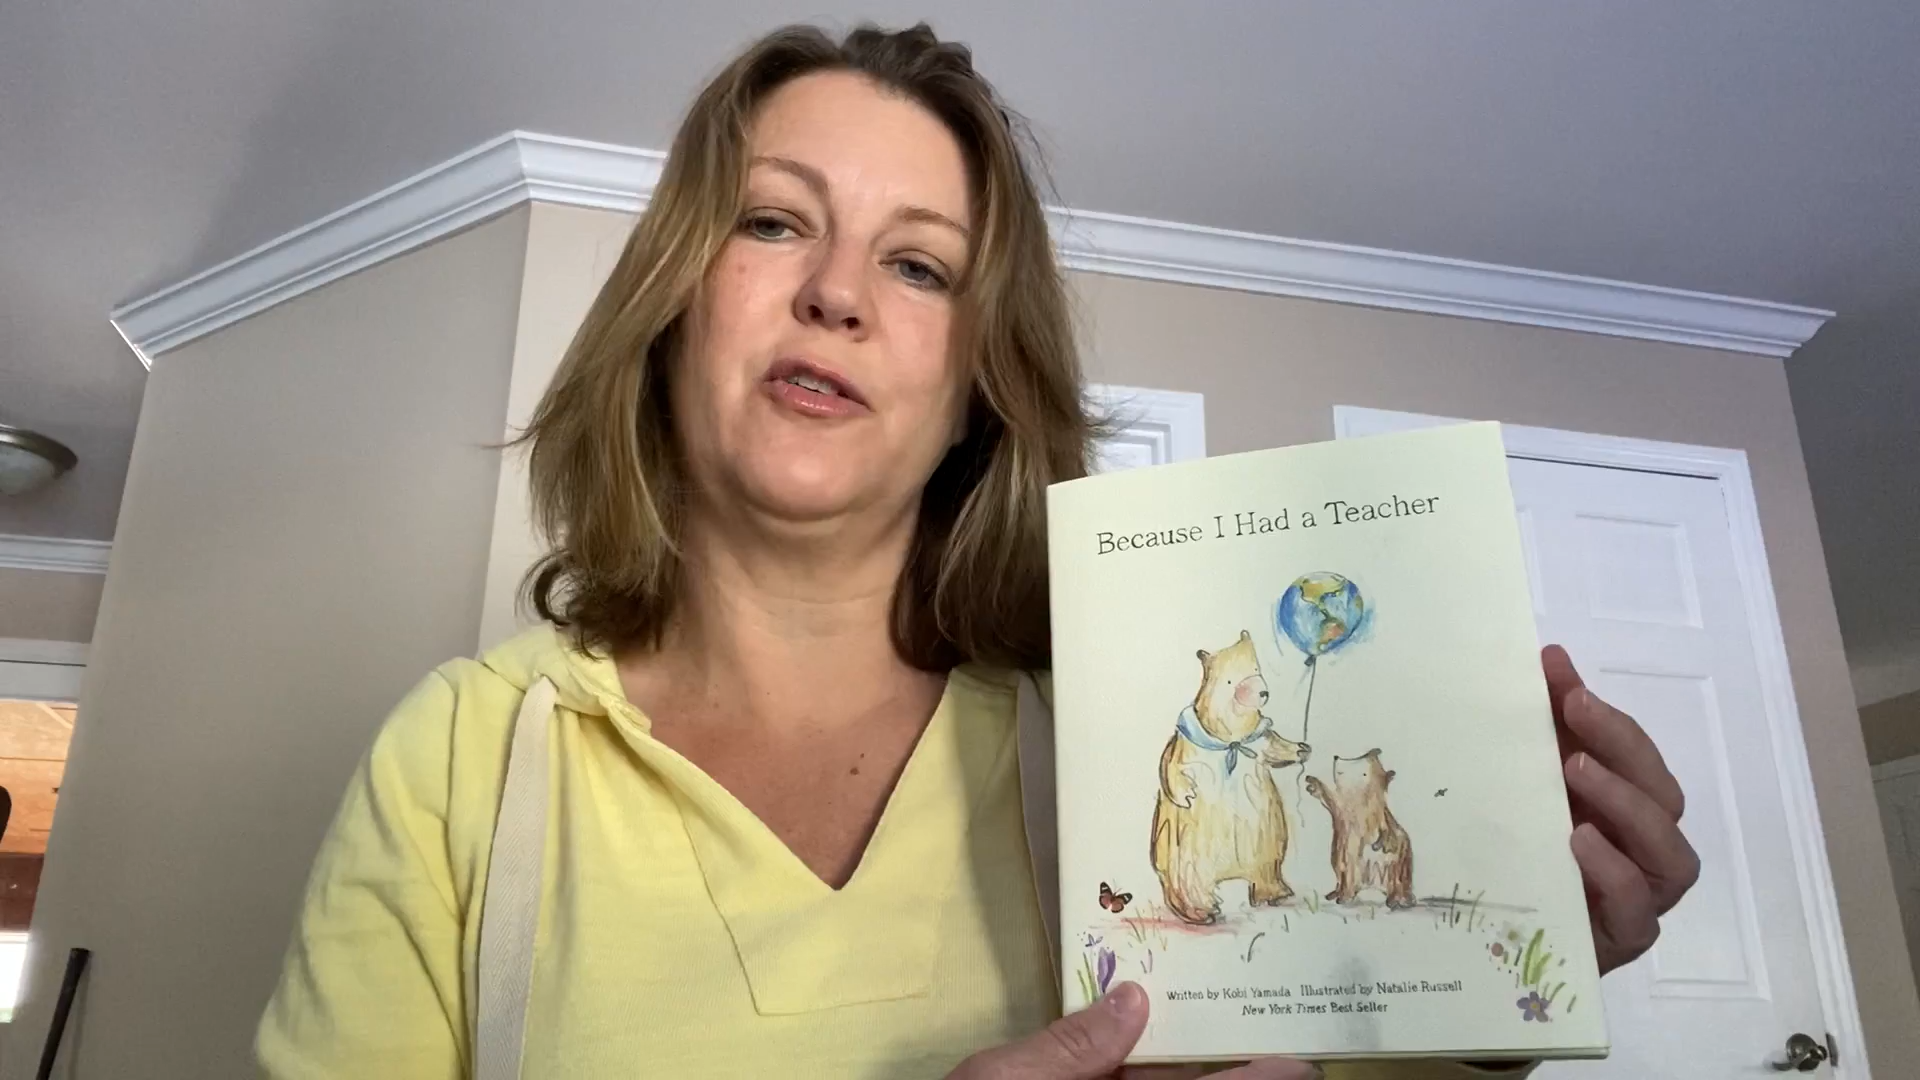 Because I Had a Teacher
Written by Kobi Yamada Illustrated by Natalie Russell
New York Times Best Seller